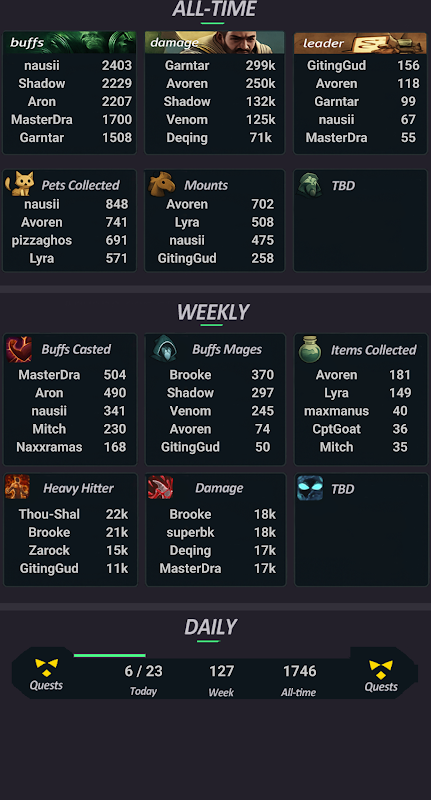 ALL-TIME
buffs
nausii 2403
Shadow 2229
Aron 2207
MasterDra 1700
Garntar 1508
damage
Garntar 299k
Avoren 250k
Shadow 132k
Venom 125k
Deqing 71k
leader
GitingGud 156
Avoren 118
Garntar 99
nausii 67
MasterDra 55
Pets Collected
nausii 848
Avoren 741
pizzaghos 691
Lyra 571
Mounts
Avoren 702
Lyra 508
nausii 475
GitingGud 258
TBD
WEEKLY
Buffs Casted
MasterDra 504
Aron 490
nausii 341
Mitch 230
Naxxramas 168
Buffs Mages
Brooke 370
Shadow 297
Venom 245
Avoren 74
GitingGud 50
Items Collected
Avoren 181
Lyra 149
maxmanus 40
CptGoat 36
Mitch 35
Heavy Hitter
Thou-Shal 22k
Brooke 21k
Zarock 15k
GitingGud 11k
Damage
Brooke 18k
superbk 18k
Deqing 17k
MasterDra 17k
TBD
DAILY
Quests
6 / 23
Today
127
Week
1746
All-time
Quests